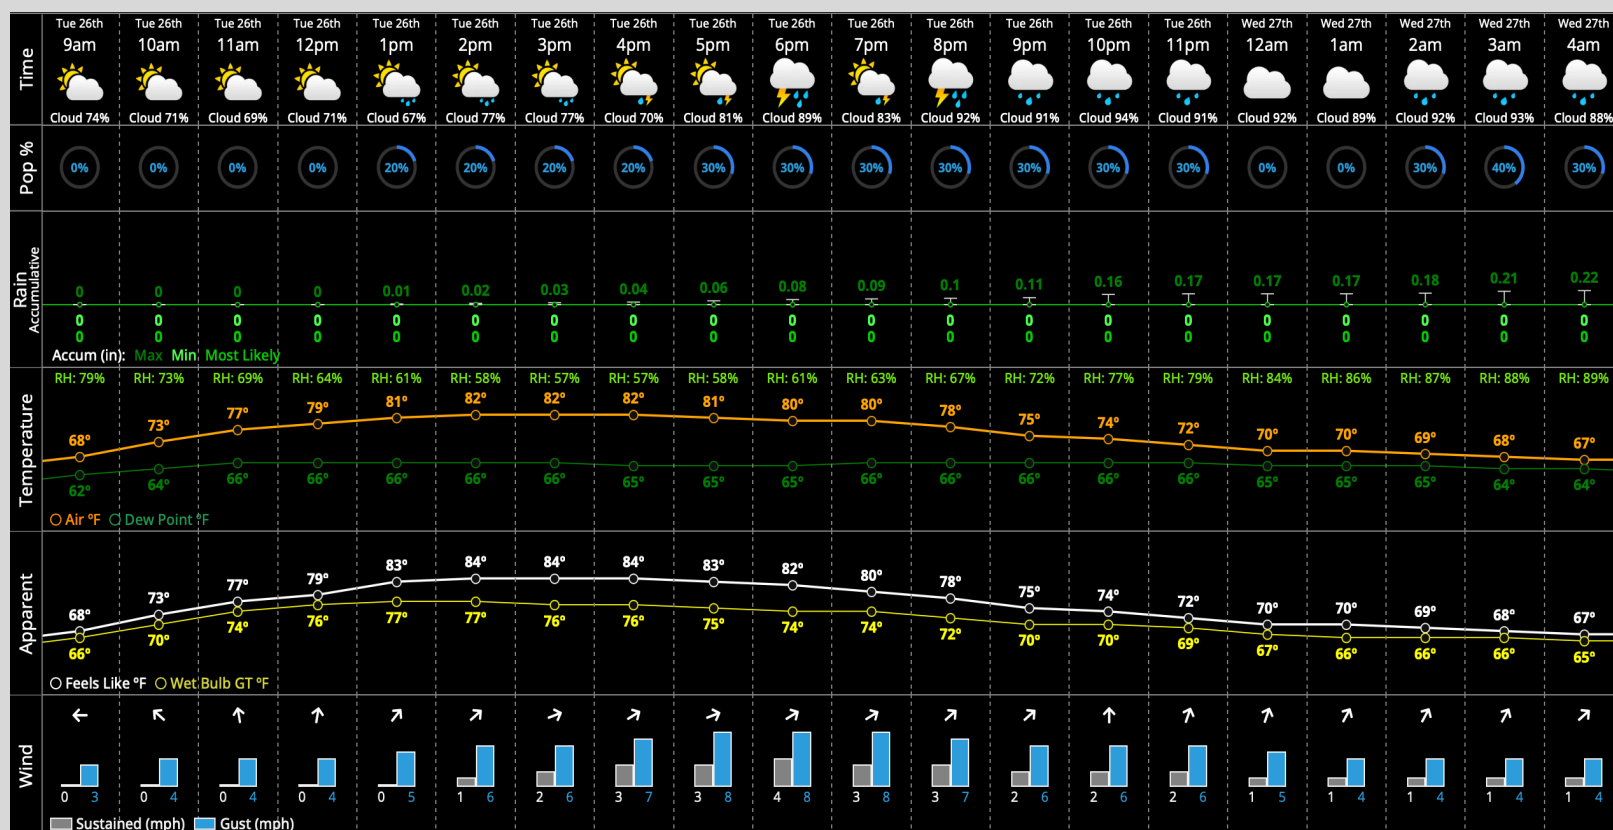 Tue 26th Tue 26th Tue 26th Tue 26th Tue 26th Tue 26th Tue 26th Tue 26th Tue 26th Tue 26th Tue 26th Tue 26th Tue 26th Tue 26th Tue 26th Wed 27th Wed 27th Wed 27th Wed 27th Wed 27th
9am 10am 11am 12pm 1pm 2pm 3pm 4pm 5pm 6pm 7pm 8pm 9pm 10pm 11pm 12am 1am 2am 3am 4am
Time
Cloud 74% Cloud 71% Cloud 69% Cloud 71% Cloud 67% Cloud 77% Cloud 77% Cloud 70% Cloud 81% Cloud 89% Cloud 83% Cloud 92% Cloud 91% Cloud 94% Cloud 91% Cloud 92% Cloud 89% Cloud 92% Cloud 93% Cloud 88%
Pop %
0% 0% 0% 0% 20% 20% 20% 20% 30% 30% 30% 30% 30% 30% 30% 0% 0% 30% 40% 30%
Rain
Accumulative
0 0 0 0 0.01 0.02 0.03 0.04 0.06 0.08 0.09 0.1 0.11 0.16 0.17 0.17 0.17 0.18 0.21 0.22
0 0 0 0 0 0 0 0 0 0 0 0 0 0 0 0 0 0 0 0
0 0 0 0 0 0 0 0 0 0 0 0 0 0 0 0 0 0 0 0
Accum (in): Max Min Most Likely
Temperature
RH: 79% RH: 73% RH: 69% RH: 64% RH: 61% RH: 58% RH: 57% RH: 57% RH: 58% RH: 61% RH: 63% RH: 67% RH: 72% RH: 77% RH: 79% RH: 84% RH: 86% RH: 87% RH: 88% RH: 89%
68° 73° 77° 79° 81° 82° 82° 82° 81° 80° 80° 78° 75° 74° 72° 70° 70° 69° 68° 67°
62° 64° 66° 66° 66° 66° 66° 65° 65° 65° 66° 66° 66° 66° 66° 65° 65° 65° 64° 64°
Air °F Dew Point °F
Apparent
68° 73° 77° 79° 83° 84° 84° 84° 83° 82° 80° 78° 75° 74° 72° 70° 70° 69° 68° 67°
66° 70° 74° 76° 77° 77° 76° 76° 75° 74° 74° 72° 70° 70° 69° 67° 66° 66° 66° 65°
Feels Like °F Wet Bulb GT °F
Wind
0 3 0 4 0 4 0 4 0 5 1 6 2 6 3 7 3 8 4 8 3 8 3 7 2 6 2 6 2 6 1 5 1 4 1 4 1 4 1 4
Sustained (mph) Gust (mph)